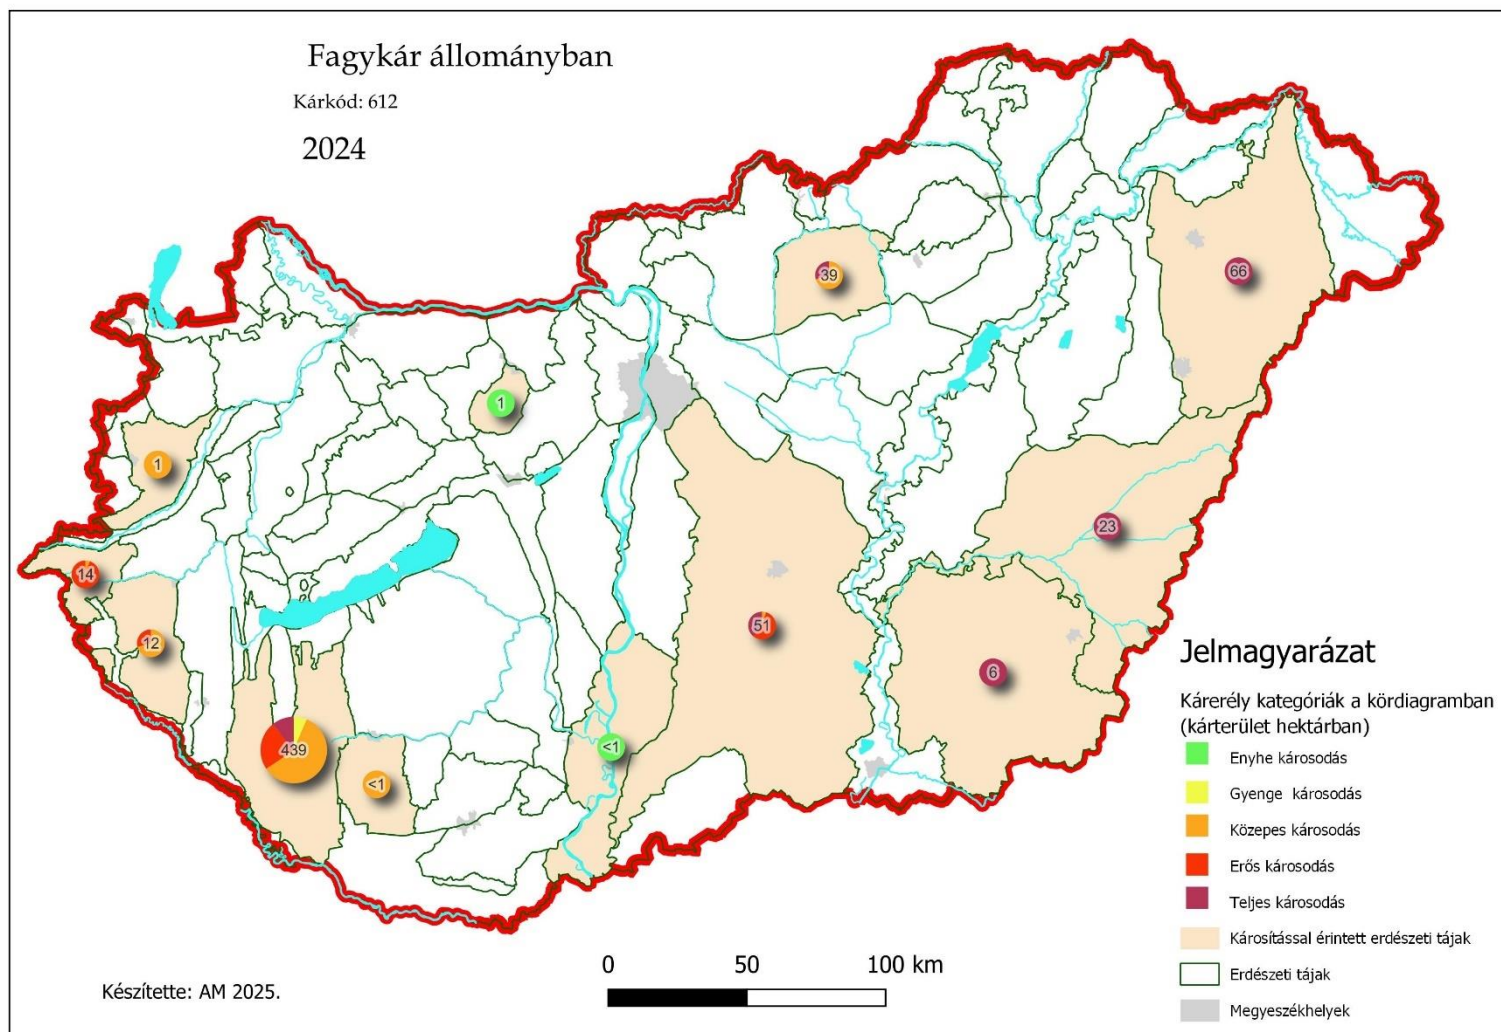 Fagykár állományban
Kárkód: 612
2024
39
66
1
1
23
14
51
12
6
439
<1
<1
Jelmagyarázat
Kárerély kategóriák a kördiagramban
(kárterület hektárban)
Enyhe károsodás
Gyenge károsodás
Közepes károsodás
Erős károsodás
Teljes károsodás
Károsítással érintett erdészeti tájak
Erdészeti tájak
Megyeszékhelyek
0 50 100 km
Készítette: AM 2025.